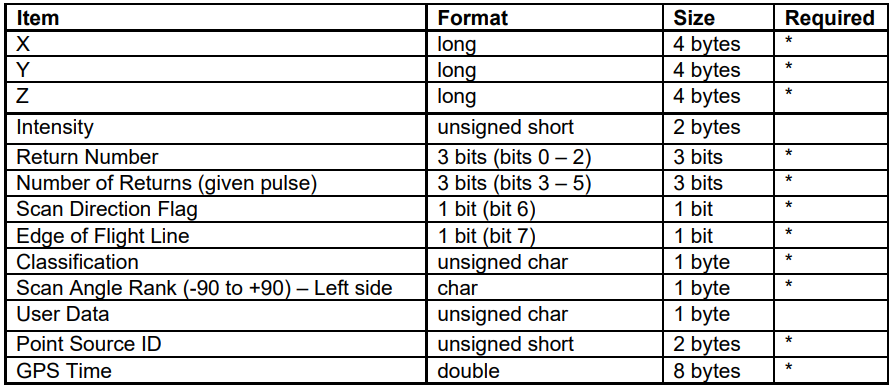 Item Format Size Required
X long 4 bytes *
Y long 4 bytes *
Z long 4 bytes *
Intensity unsigned short 2 bytes
Return Number 3 bits (bits 0 – 2) 3 bits *
Number of Returns (given pulse) 3 bits (bits 3 – 5) 3 bits *
Scan Direction Flag 1 bit (bit 6) 1 bit *
Edge of Flight Line 1 bit (bit 7) 1 bit *
Classification unsigned char 1 byte *
Scan Angle Rank (-90 to +90) – Left side char 1 byte *
User Data unsigned char 1 byte
Point Source ID unsigned short 2 bytes *
GPS Time double 8 bytes *